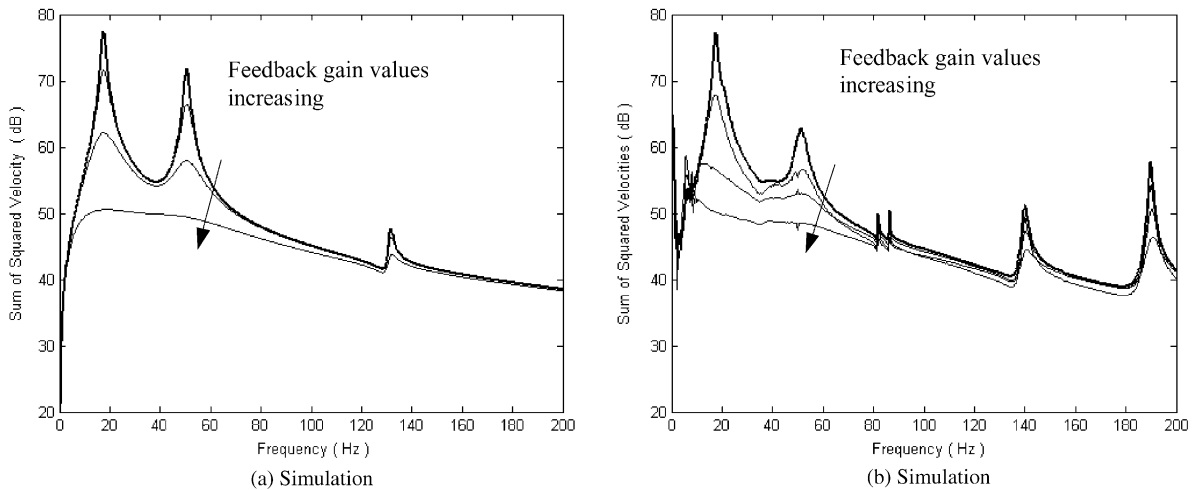 80
70
60
50
40
30
20
0 20 40 60 80 100 120 140 160 180 200
Sum of Squared Velocity ( dB )
Frequency ( Hz )
Feedback gain values
increasing
(a) Simulation
80
70
60
50
40
30
20
0 20 40 60 80 100 120 140 160 180 200
Sum of Squared Velocities ( dB )
Frequency ( Hz )
Feedback gain values
increasing
(b) Simulation